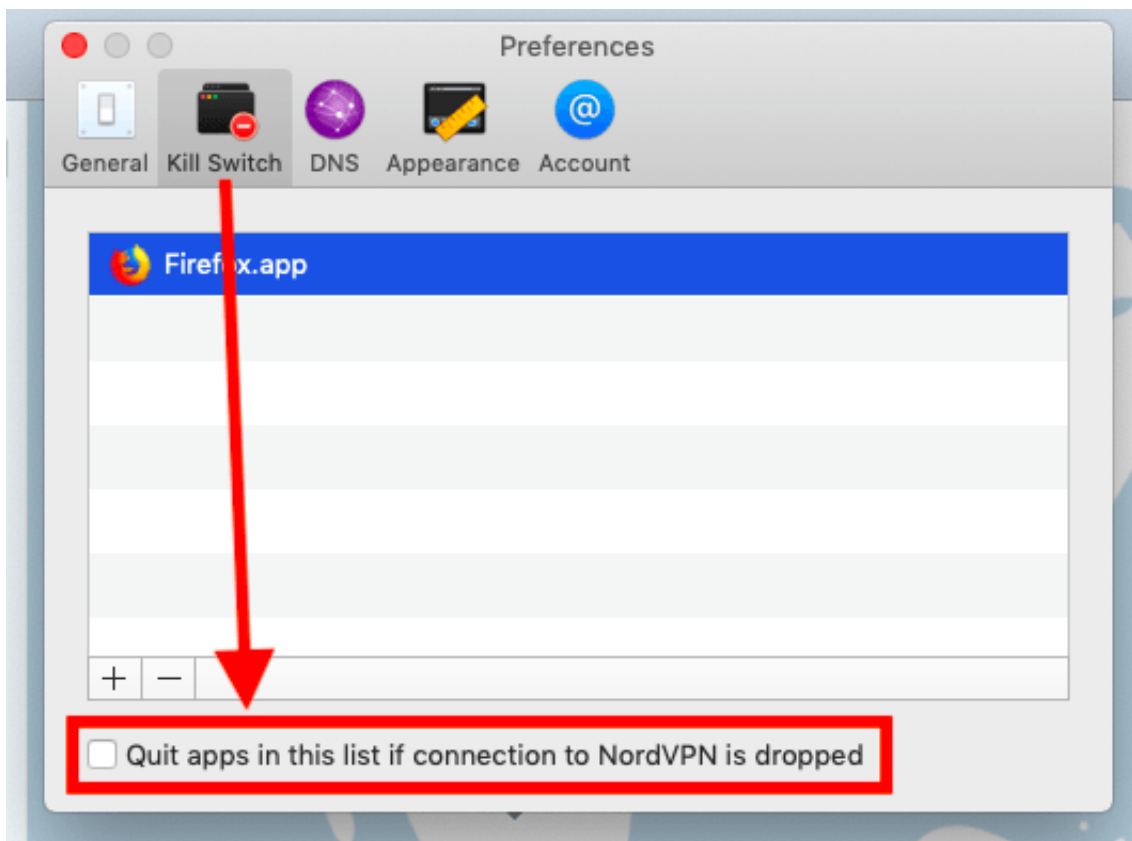 Preferences
General Kill Switch DNS Appearance Account
Firefox.app
Quit apps in this list if connection to NordVPN is dropped